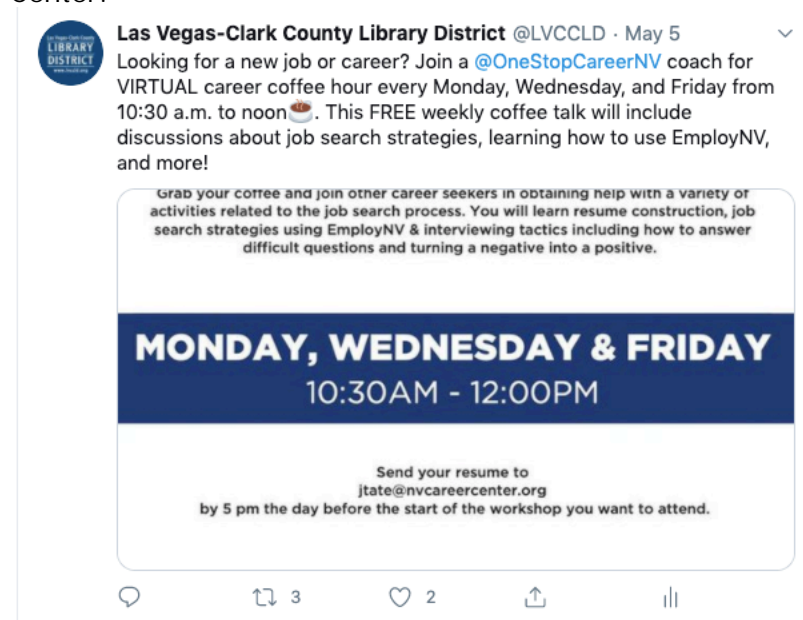 Las Vegas-Clark County Library District @LVCCLD · May 5
LIBRARY
DISTRICT
Looking for a new job or career? Join a @OneStopCareerNV coach for
VIRTUAL career coffee hour every Monday, Wednesday, and Friday from
10:30 a.m. to noon☕. This FREE weekly coffee talk will include
discussions about job search strategies, learning how to use EmployNV,
and more!
Grab your coffee and join other career seekers in obtaining help with a variety of
activities related to the job search process. You will learn resume construction, job
search strategies using EmployNV & interviewing tactics including how to answer
difficult questions and turning a negative into a positive.
MONDAY, WEDNESDAY & FRIDAY
10:30AM - 12:00PM
Send your resume to
jtate@nvcareercenter.org
by 5 pm the day before the start of the workshop you want to attend.
3
2